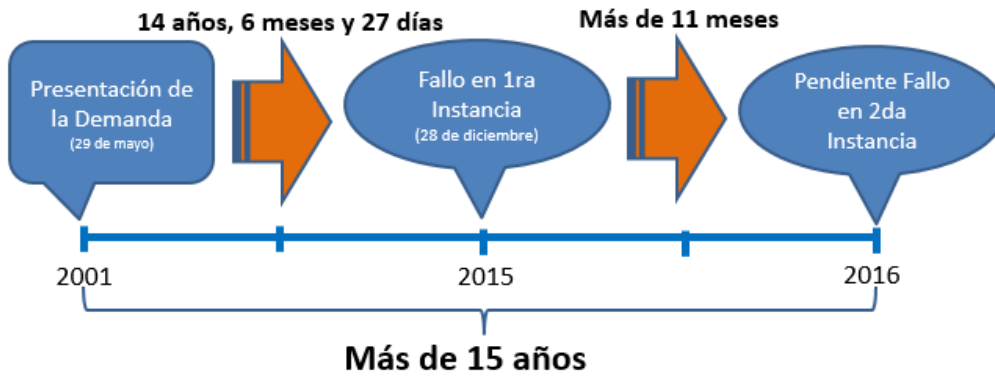 14 años, 6 meses y 27 días
Más de 11 meses
Presentación de
la Demanda
(29 de mayo)
Fallo en 1ra
Instancia
(28 de diciembre)
Pendiente Fallo
en 2da
Instancia
2001
2015
2016
Más de 15 años